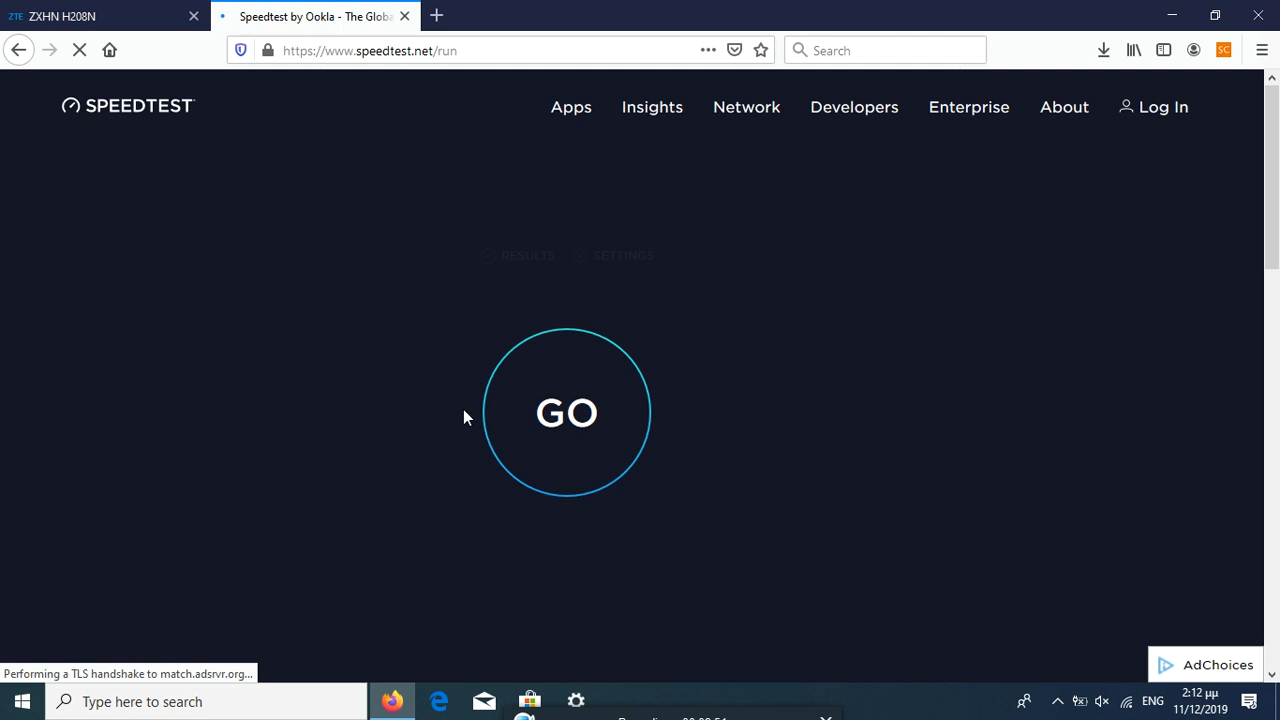 ZTE ZXHN H208N
Speedtest by Ookla - The Globa
https://www.speedtest.net/run
Search
SC
SPEEDTEST
Apps Insights Network Developers Enterprise About Log In
RESULTS SETTINGS
GO
AdChoices
Performing a TLS handshake to match.adsrvr.org...
Type here to search
ENG
2:12 μμ
11/12/2019